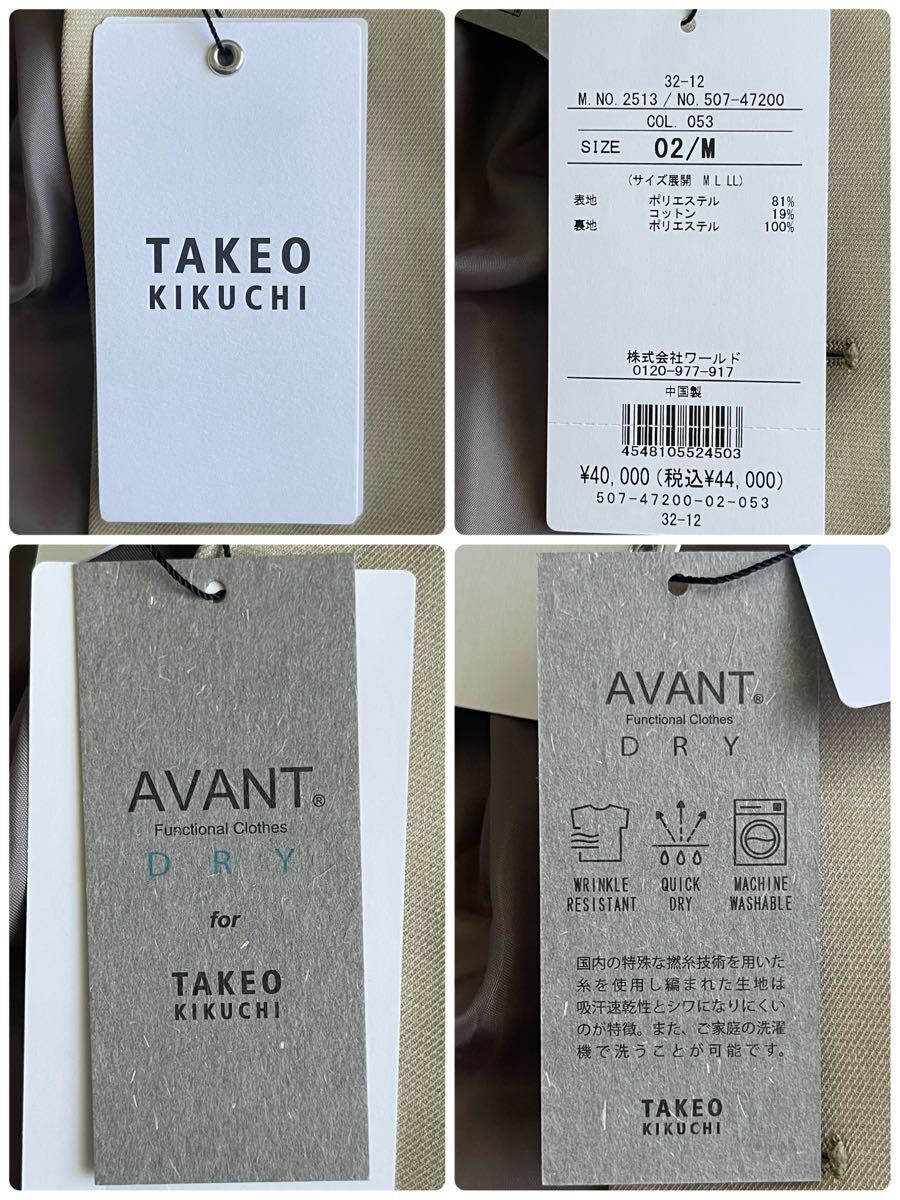 TAKEO
KIKUCHI
32-12
M. NO. 2513 / NO. 507-47200
COL. 053
SIZE 02/M
(サイズ展開 M L LL)
表地 ポリエステル 81%
コットン 19%
裏地 ポリエステル 100%
株式会社ワールド
0120-977-917
中国製
4548105524503
¥40,000(税込¥44,000)
507-47200-02-053
32-12
AVANT®
Functional Clothes
DRY
for
TAKEO
KIKUCHI
AVANT®
Functional Clothes
DRY
WRINKLE RESISTANT
QUICK DRY
MACHINE WASHABLE
国内の特殊な撚糸技術を用いた
糸を使用し編まれた生地は
吸汗速乾性とシワになりにくい
のが特徴。また、ご家庭の洗濯
機で洗うことが可能です。
TAKEO
KIKUCHI